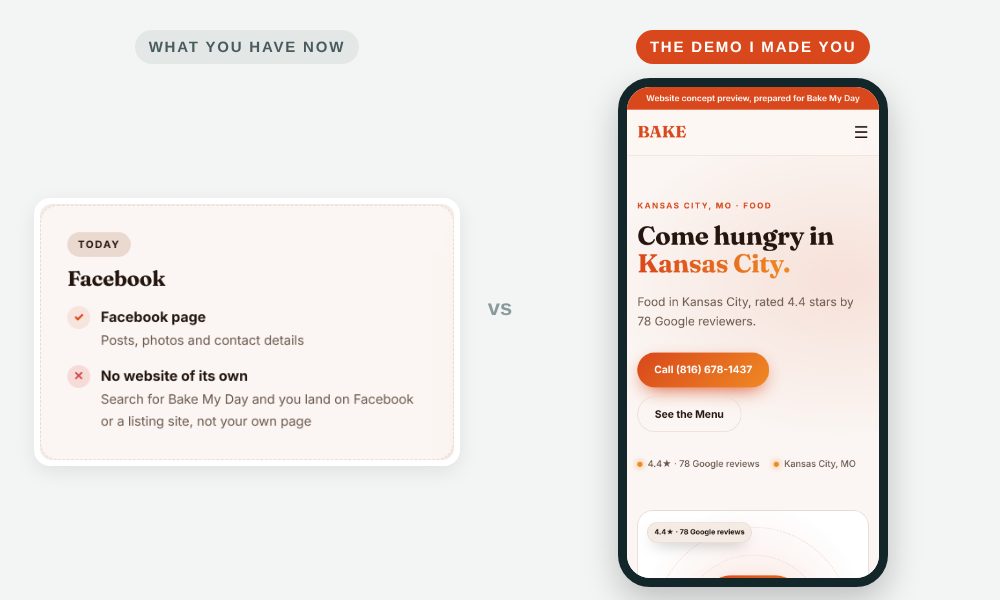 WHAT YOU HAVE NOW
TODAY
Facebook
Facebook page
Posts, photos and contact details
No website of its own
Search for Bake My Day and you land on Facebook
or a listing site, not your own page
vs
THE DEMO I MADE YOU
Website concept preview, prepared for Bake My Day
BAKE
KANSAS CITY, MO · FOOD
Come hungry in
Kansas City.
Food in Kansas City, rated 4.4 stars by
78 Google reviewers.
Call (816) 678-1437
See the Menu
4.4★ · 78 Google reviews
Kansas City, MO
4.4★ · 78 Google reviews